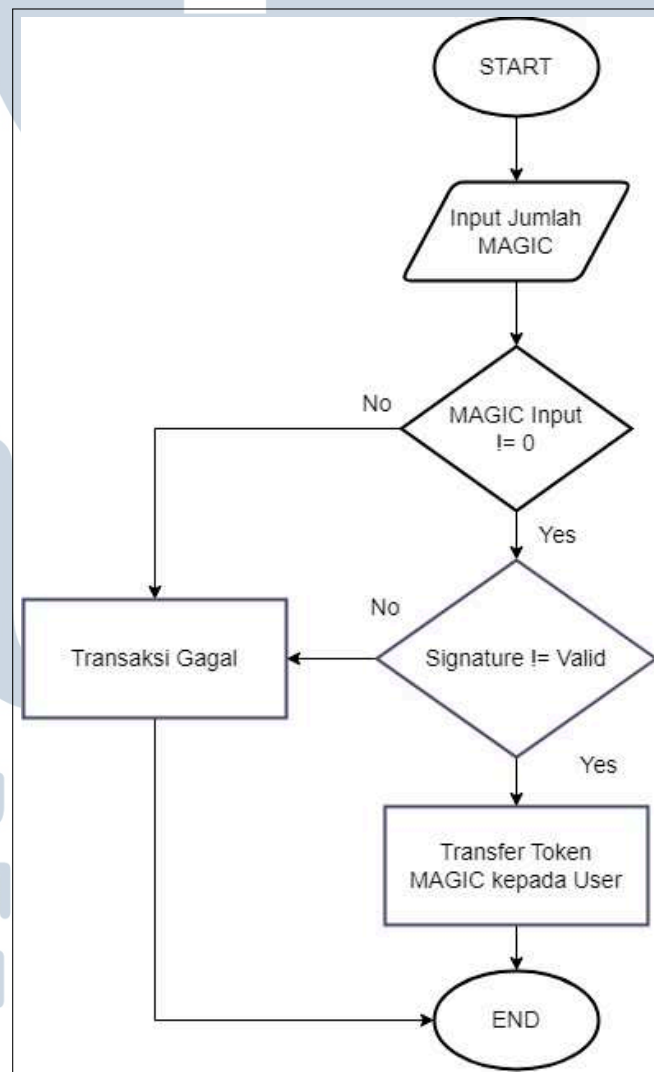 START
Input Jumlah
MAGIC
No
MAGIC Input
!= 0
Yes
No
Transaksi Gagal
Signature != Valid
Yes
Transfer Token
MAGIC kepada User
END